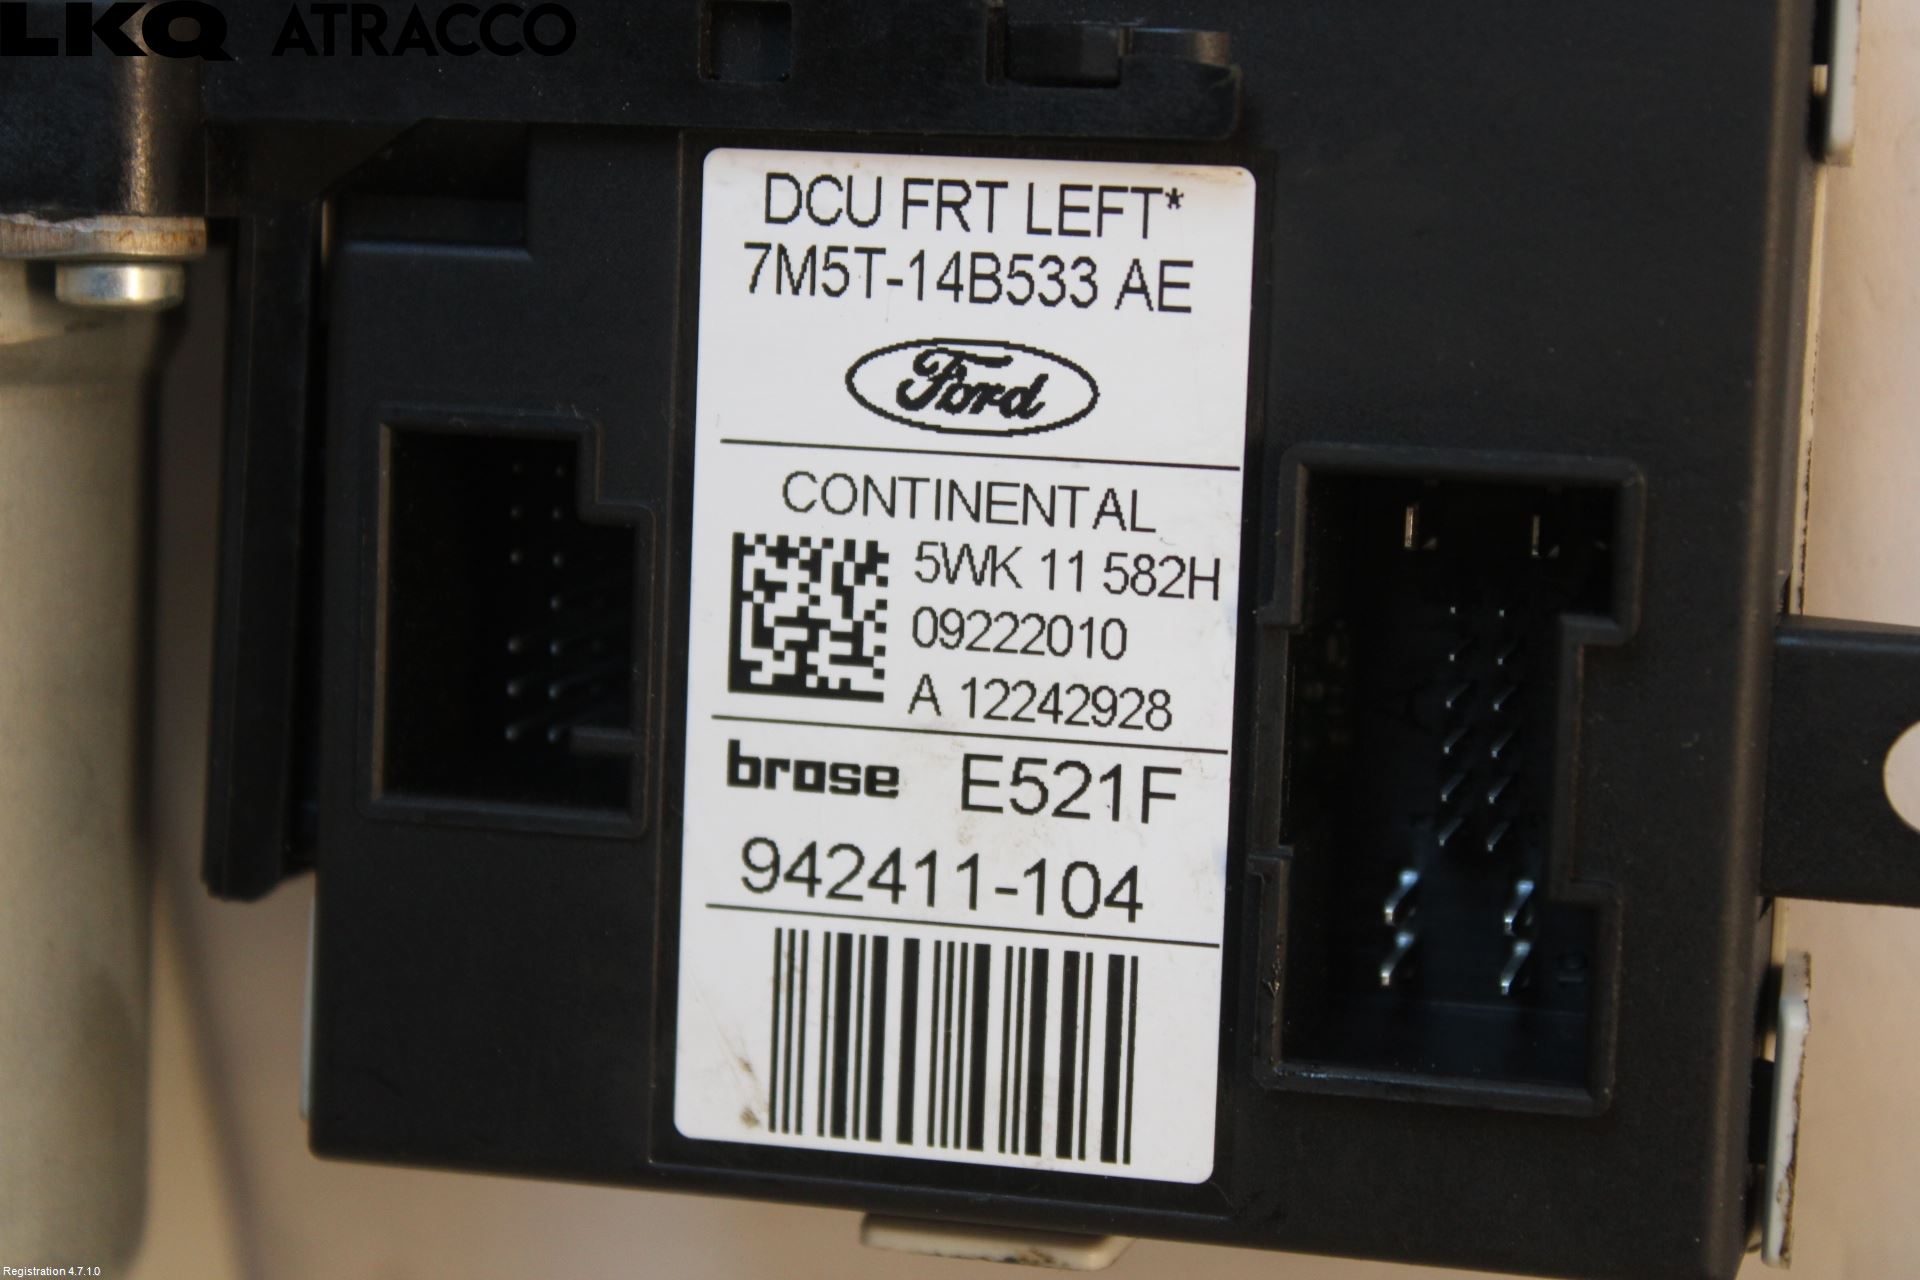 LKQ ATRACCO
DCU FRT LEFT*
7M5T-14B533 AE
Ford
CONTINENTAL
5WK 11 582H
09222010
A 12242928
brose E521F
942411-104
Registration 4.7.1.0